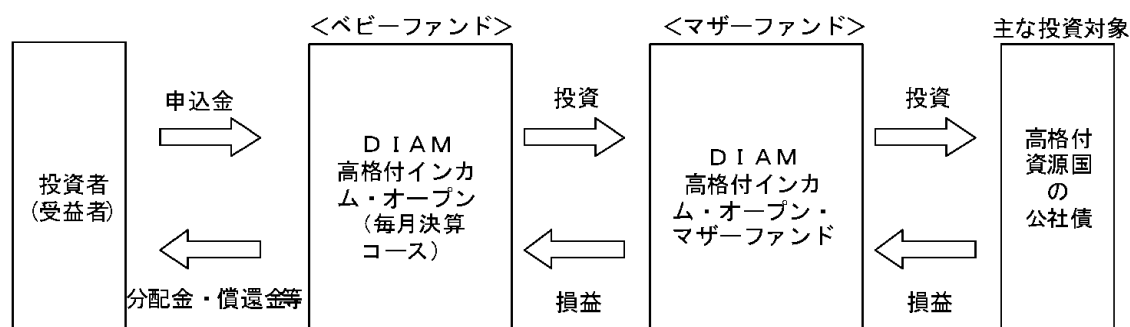 <ベビーファンド>
<マザーファンド>
主な投資対象
投資者
(受益者)
申込金
分配金・償還金等
DIAM
高格付インカ
ム・オープン
(毎月決算
コース)
投資
損益
DIAM
高格付インカ
ム・オープン・
マザーファンド
投資
損益
高格付
資源国
の
公社債